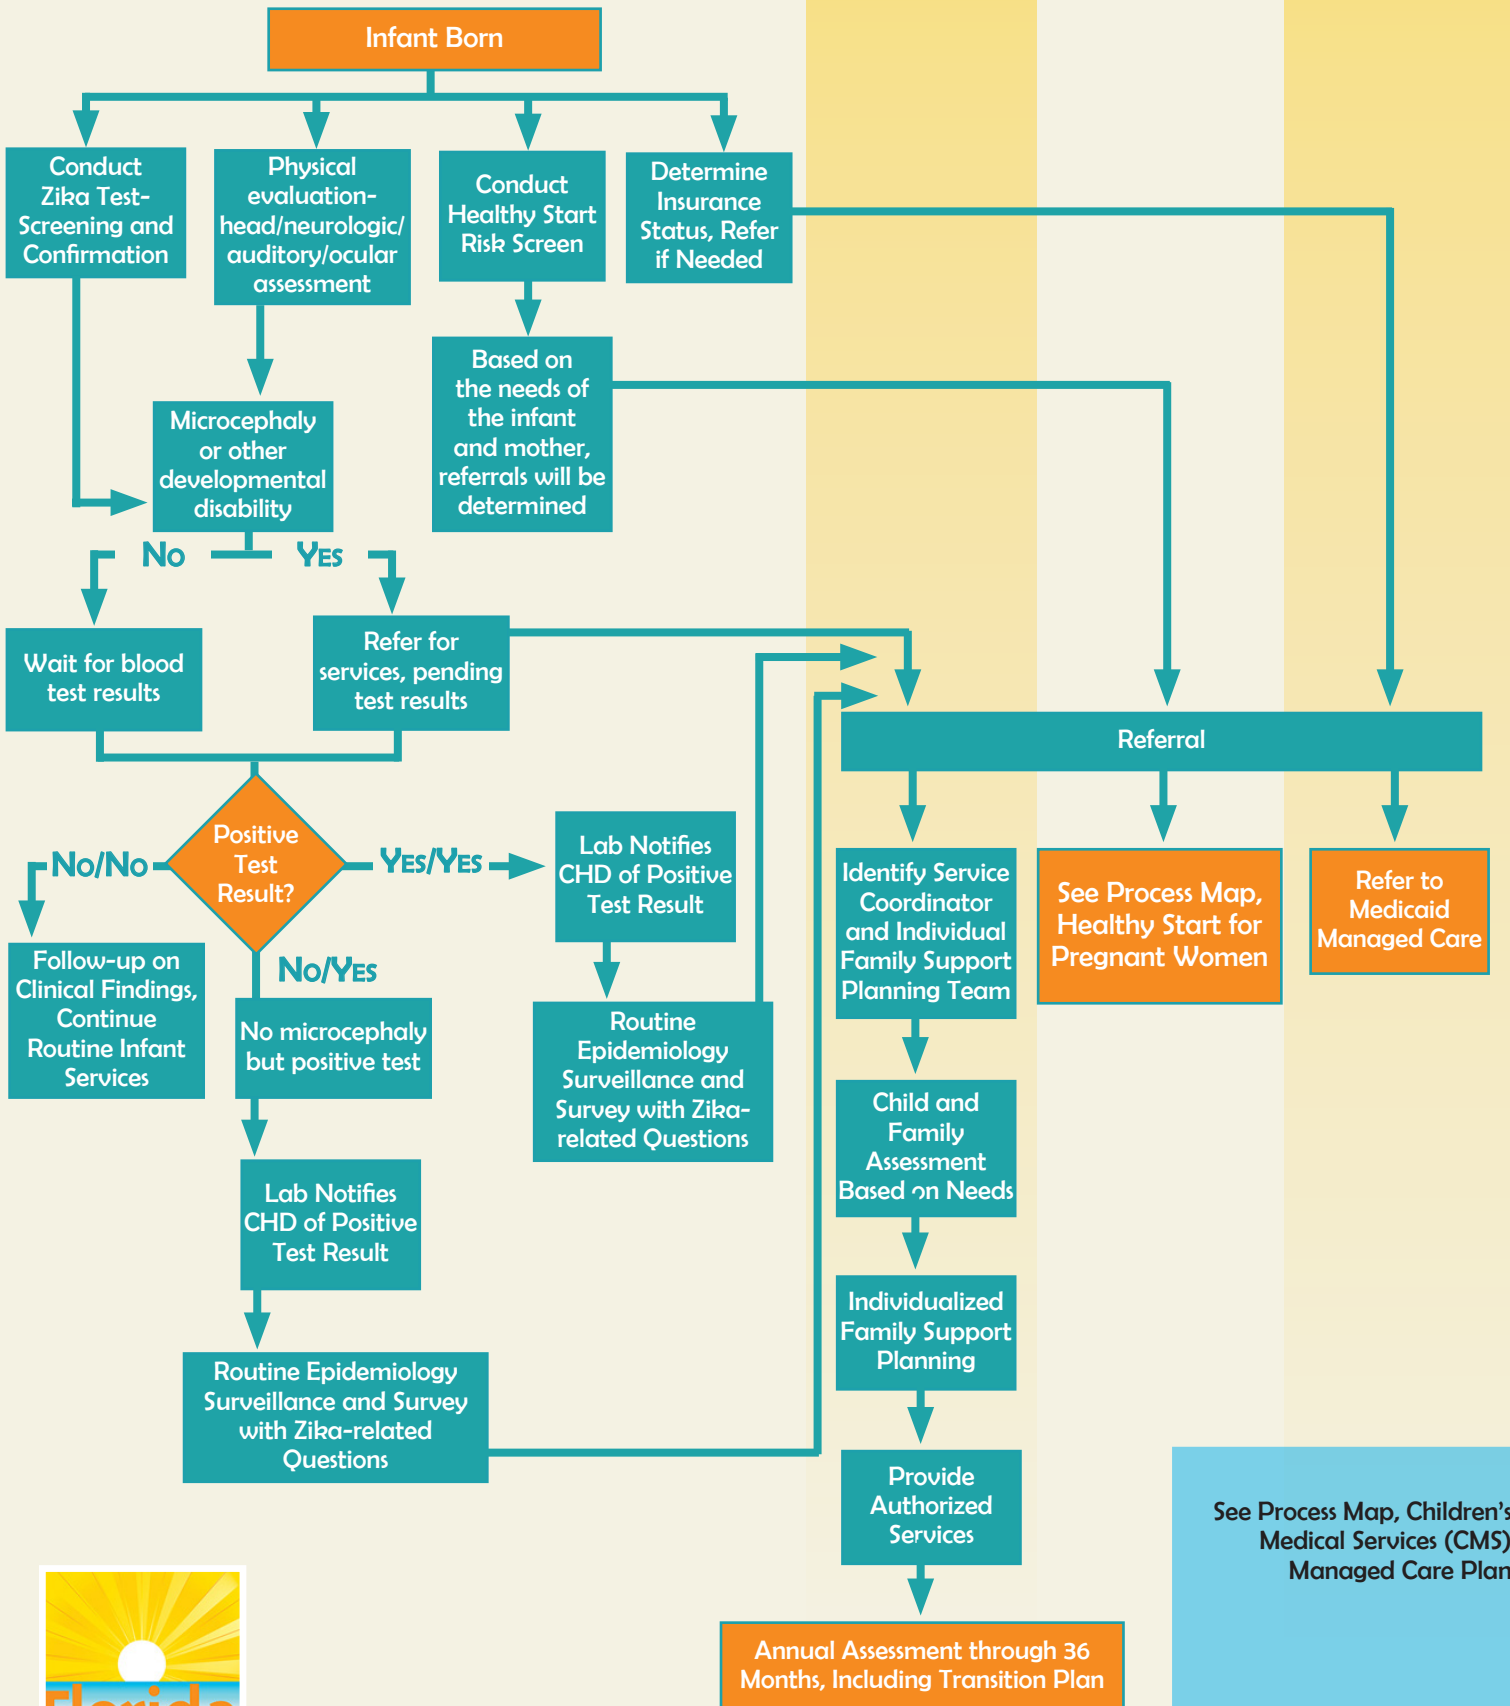 Infant Born
Conduct
Zika Test-
Screening and
Confirmation
Physical
evaluation-
head/neurologic/
auditory/ocular
assessment
Conduct
Healthy Start
Risk Screen
Determine
Insurance
Status, Refer
if Needed
Based on
the needs of
the infant
and mother,
referrals will be
determined
Microcephaly
or other
developmental
disability
No
Yes
Wait for blood
test results
Refer for
services, pending
test results
Referral
Positive
Test
Result?
No/No
Yes/Yes
No/Yes
Lab Notifies
CHD of Positive
Test Result
Follow-up on
Clinical Findings,
Continue
Routine Infant
Services
No microcephaly
but positive test
Routine
Epidemiology
Surveillance and
Survey with Zika-
related Questions
Lab Notifies
CHD of Positive
Test Result
Routine Epidemiology
Surveillance and Survey
with Zika-related
Questions
Identify Service
Coordinator
and Individual
Family Support
Planning Team
See Process Map,
Healthy Start for
Pregnant Women
Refer to
Medicaid
Managed Care
Child and
Family
Assessment
Based on Needs
Individualized
Family Support
Planning
Provide
Authorized
Services
Annual Assessment through 36
Months, Including Transition Plan
See Process Map, Children's
Medical Services (CMS)
Managed Care Plan
Florida